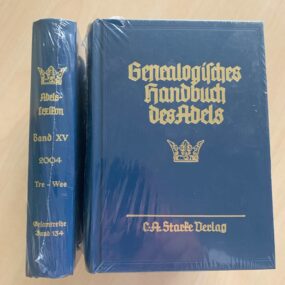 Adels-
lexikon
Band XV
2004
Tre - Wee
Gesamtreihe
Band 134
Genealogisches
Handbuch
des Adels
C.A. Starke Verlag